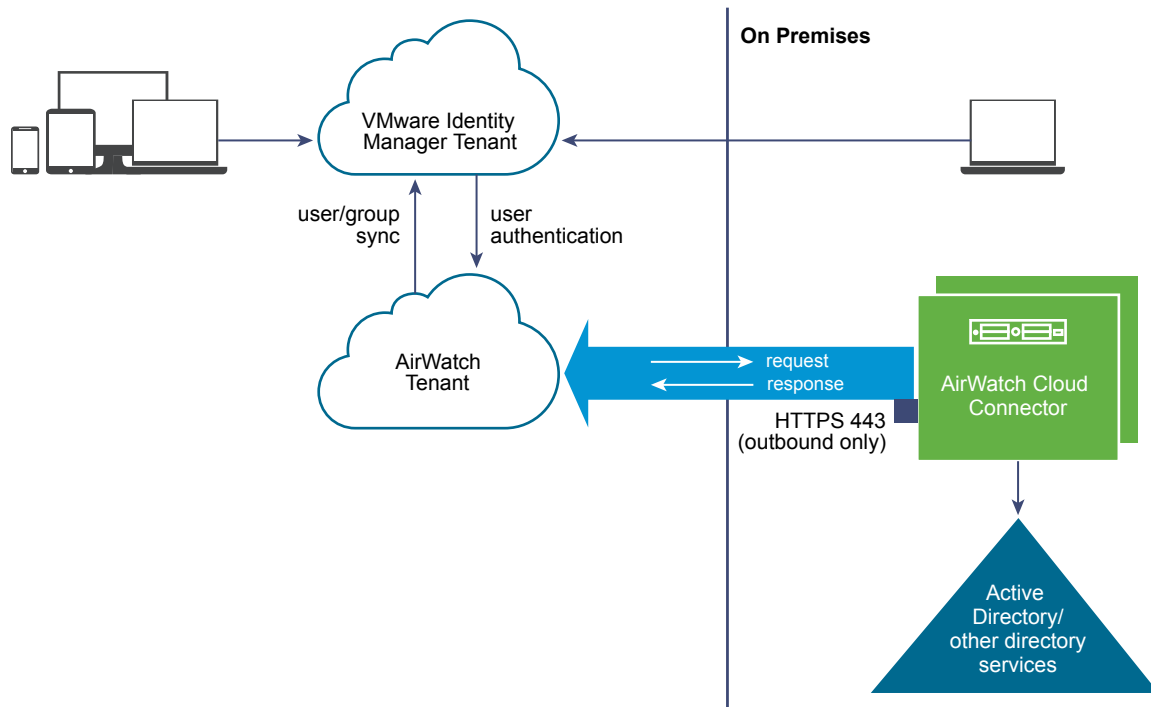 On Premises
VMware Identity
Manager Tenant
user/group
sync
user
authentication
AirWatch
Tenant
request
response
HTTPS 443
(outbound only)
AirWatch Cloud
Connector
Active
Directory/
other directory
services